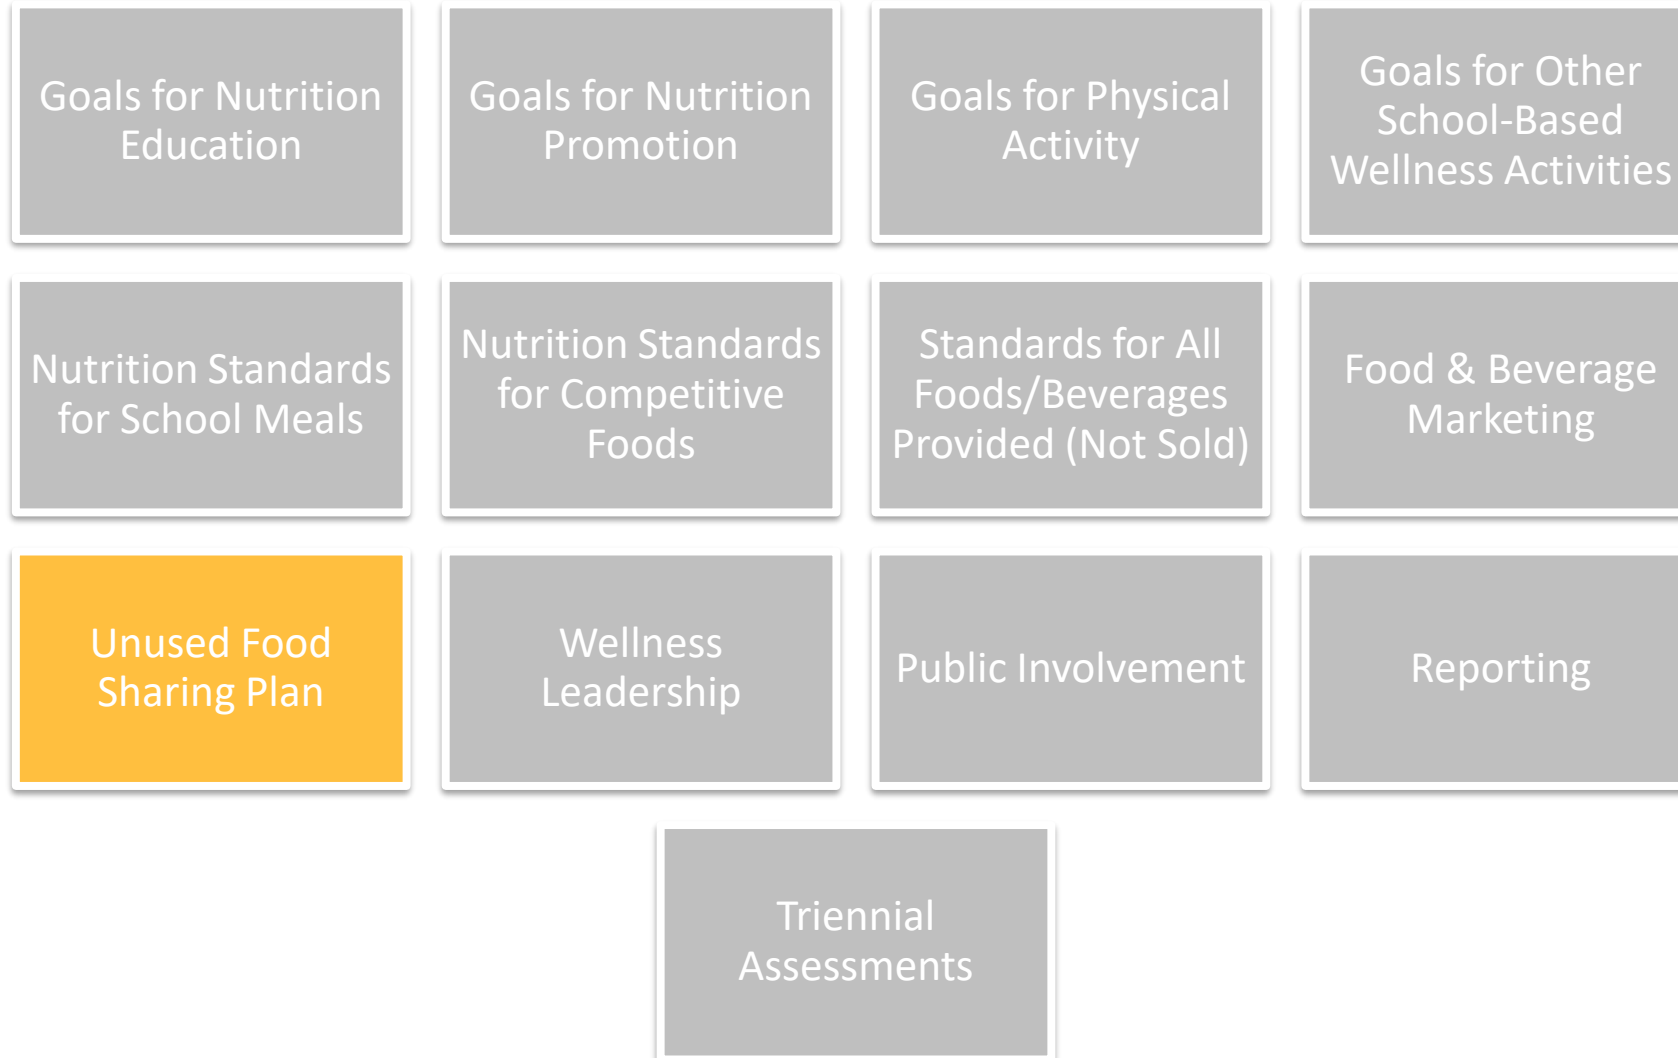 Goals for Nutrition
Education
Goals for Nutrition
Promotion
Goals for Physical
Activity
Goals for Other
School-Based
Wellness Activities
Nutrition Standards
for School Meals
Nutrition Standards
for Competitive
Foods
Standards for All
Foods/Beverages
Provided (Not Sold)
Food & Beverage
Marketing
Unused Food
Sharing Plan
Wellness
Leadership
Public Involvement
Reporting
Triennial
Assessments